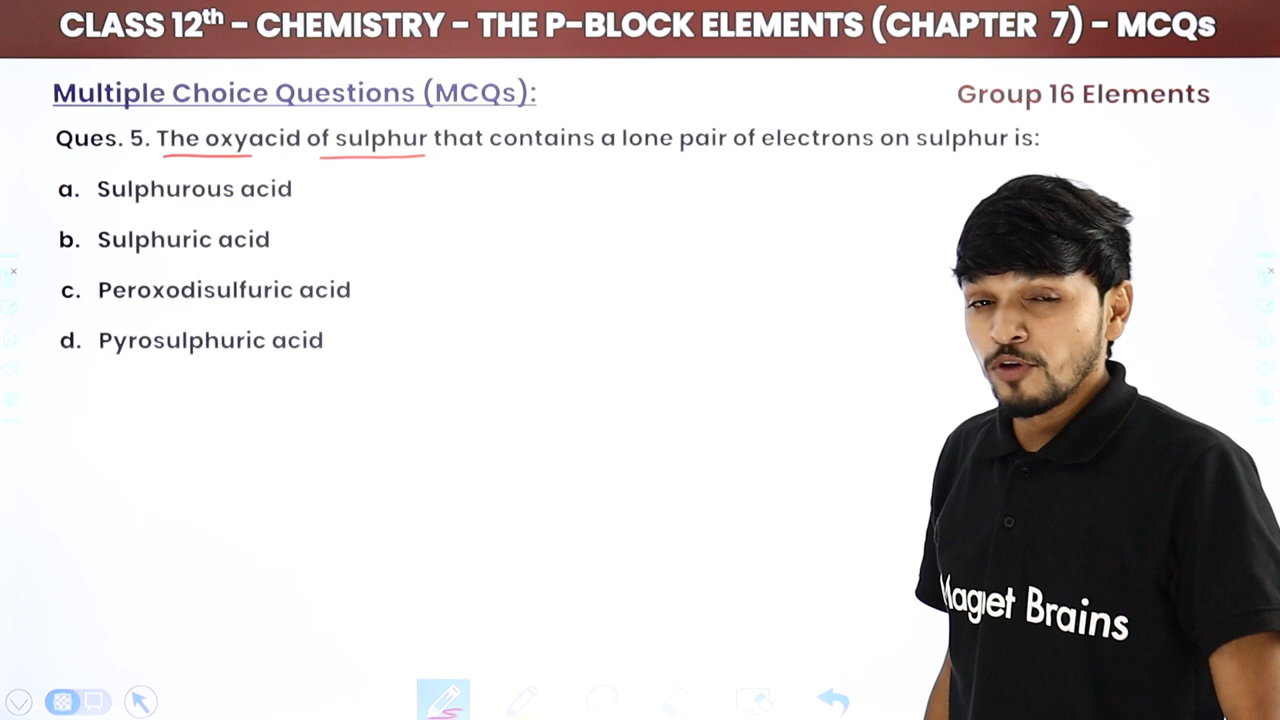 CLASS 12th – CHEMISTRY – THE P-BLOCK ELEMENTS (CHAPTER 7) – MCQs
Multiple Choice Questions (MCQs):
Group 16 Elements
Ques. 5. The oxyacid of sulphur that contains a lone pair of electrons on sulphur is:
a. Sulphurous acid
b. Sulphuric acid
c. Peroxodisulfuric acid
d. Pyrosulphuric acid
Magnet Brains